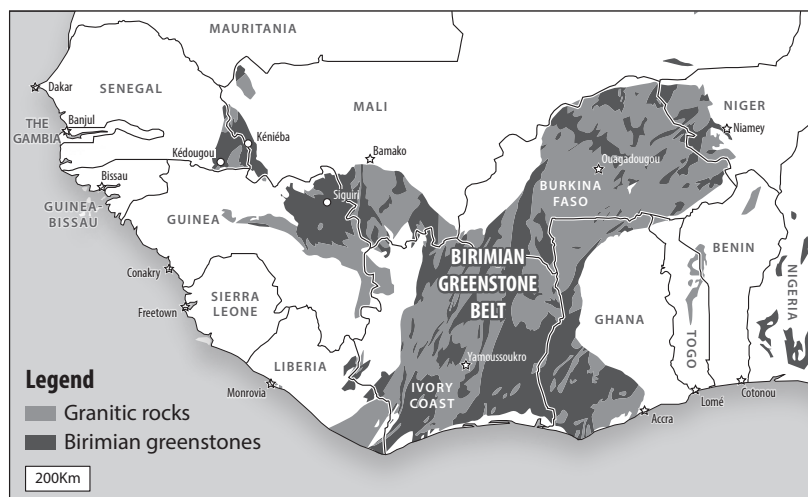 MAURITANIA
SENEGAL
Dakar
MALI
NIGER
Banjul
THE
GAMBIA
Kéniéba
Niamey
Kédougou
Bamako
Ouagadougou
Bissau
BURKINA
FASO
Siguiri
GUINEA-
BISSAU
GUINEA
BENIN
BIRIMIAN
GREENSTONE
BELT
NIGERIA
Conakry
SIERRA
LEONE
GHANA
Freetown
TOGO
Yamoussoukro
LIBERIA
Legend
IVORY
COAST
Monrovia
Lomé
Cotonou
Granitic rocks
Accra
Birimian greenstones
200Km